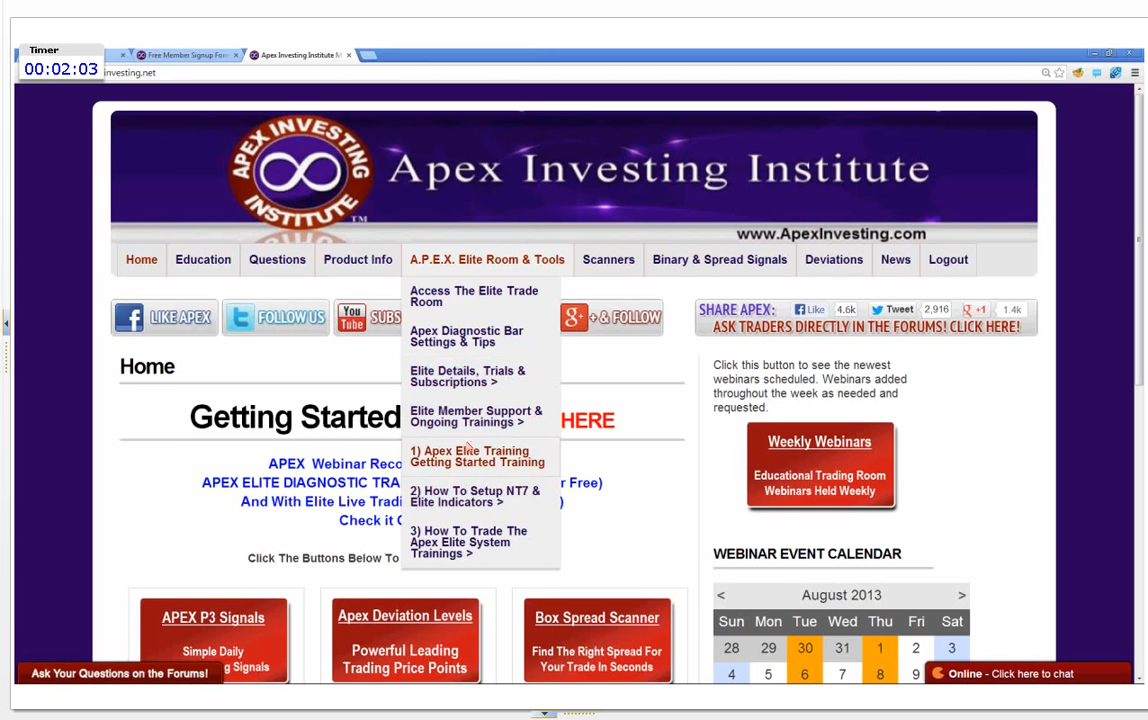 Timer
00:02:03
Free Member Signup For
Apex Investing Institute M
investing.net
APEX INVESTING
INSTITUTE
TM
Apex Investing Institute
www.ApexInvesting.com
Home
Education
Questions
Product Info
A.P.E.X. Elite Room & Tools
Scanners
Binary & Spread Signals
Deviations
News
Logout
LIKE APEX
FOLLOW US
You
Tube
SUBS
+ & FOLLOW
SHARE APEX:
Like
4.6k
Tweet
2,916
+1
1.4k
ASK TRADERS DIRECTLY IN THE FORUMS! CLICK HERE!
Access The Elite Trade
Room
Apex Diagnostic Bar
Settings & Tips
Elite Details, Trials &
Subscriptions >
Elite Member Support &
Ongoing Trainings >
1) Apex Elite Training
Getting Started Training
2) How To Setup NT7 &
Elite Indicators >
3) How To Trade The
Apex Elite System
Trainings >
Home
Getting Started
HERE
APEX Webinar Reco
APEX ELITE DIAGNOSTIC TRA
r Free)
And With Elite Live Tradi
)
Check it O
Click The Buttons Below To
APEX P3 Signals
Simple Daily
g Signals
Apex Deviation Levels
Powerful Leading
Trading Price Points
Box Spread Scanner
Find The Right Spread For
Your Trade In Seconds
Click this button to see the newest
webinars scheduled. Webinars added
throughout the week as needed and
requested.
Weekly Webinars
Educational Trading Room
Webinars Held Weekly
WEBINAR EVENT CALENDAR
< August 2013 >
Sun Mon Tue Wed Thu Fri Sat
28 29 30 31 1 2 3
4 5 6 7 8 9
Ask Your Questions on the Forums!
Online - Click here to chat